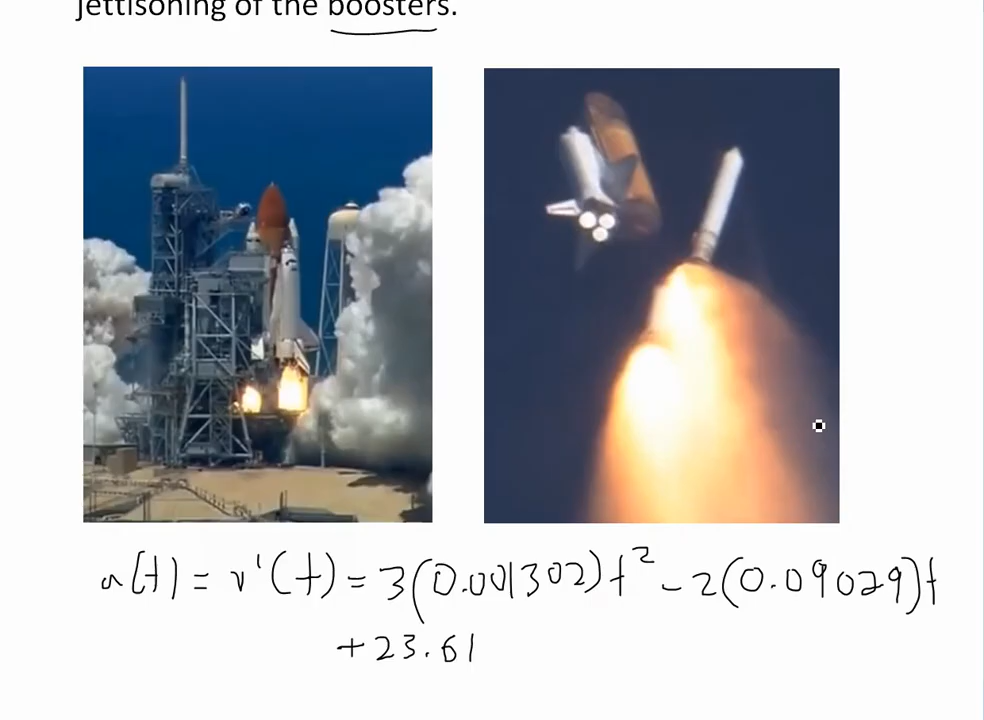 jettisoning of the boosters.
a(t) = v'(t) = 3(0.001302)t² - 2(0.09029)t
+23.61